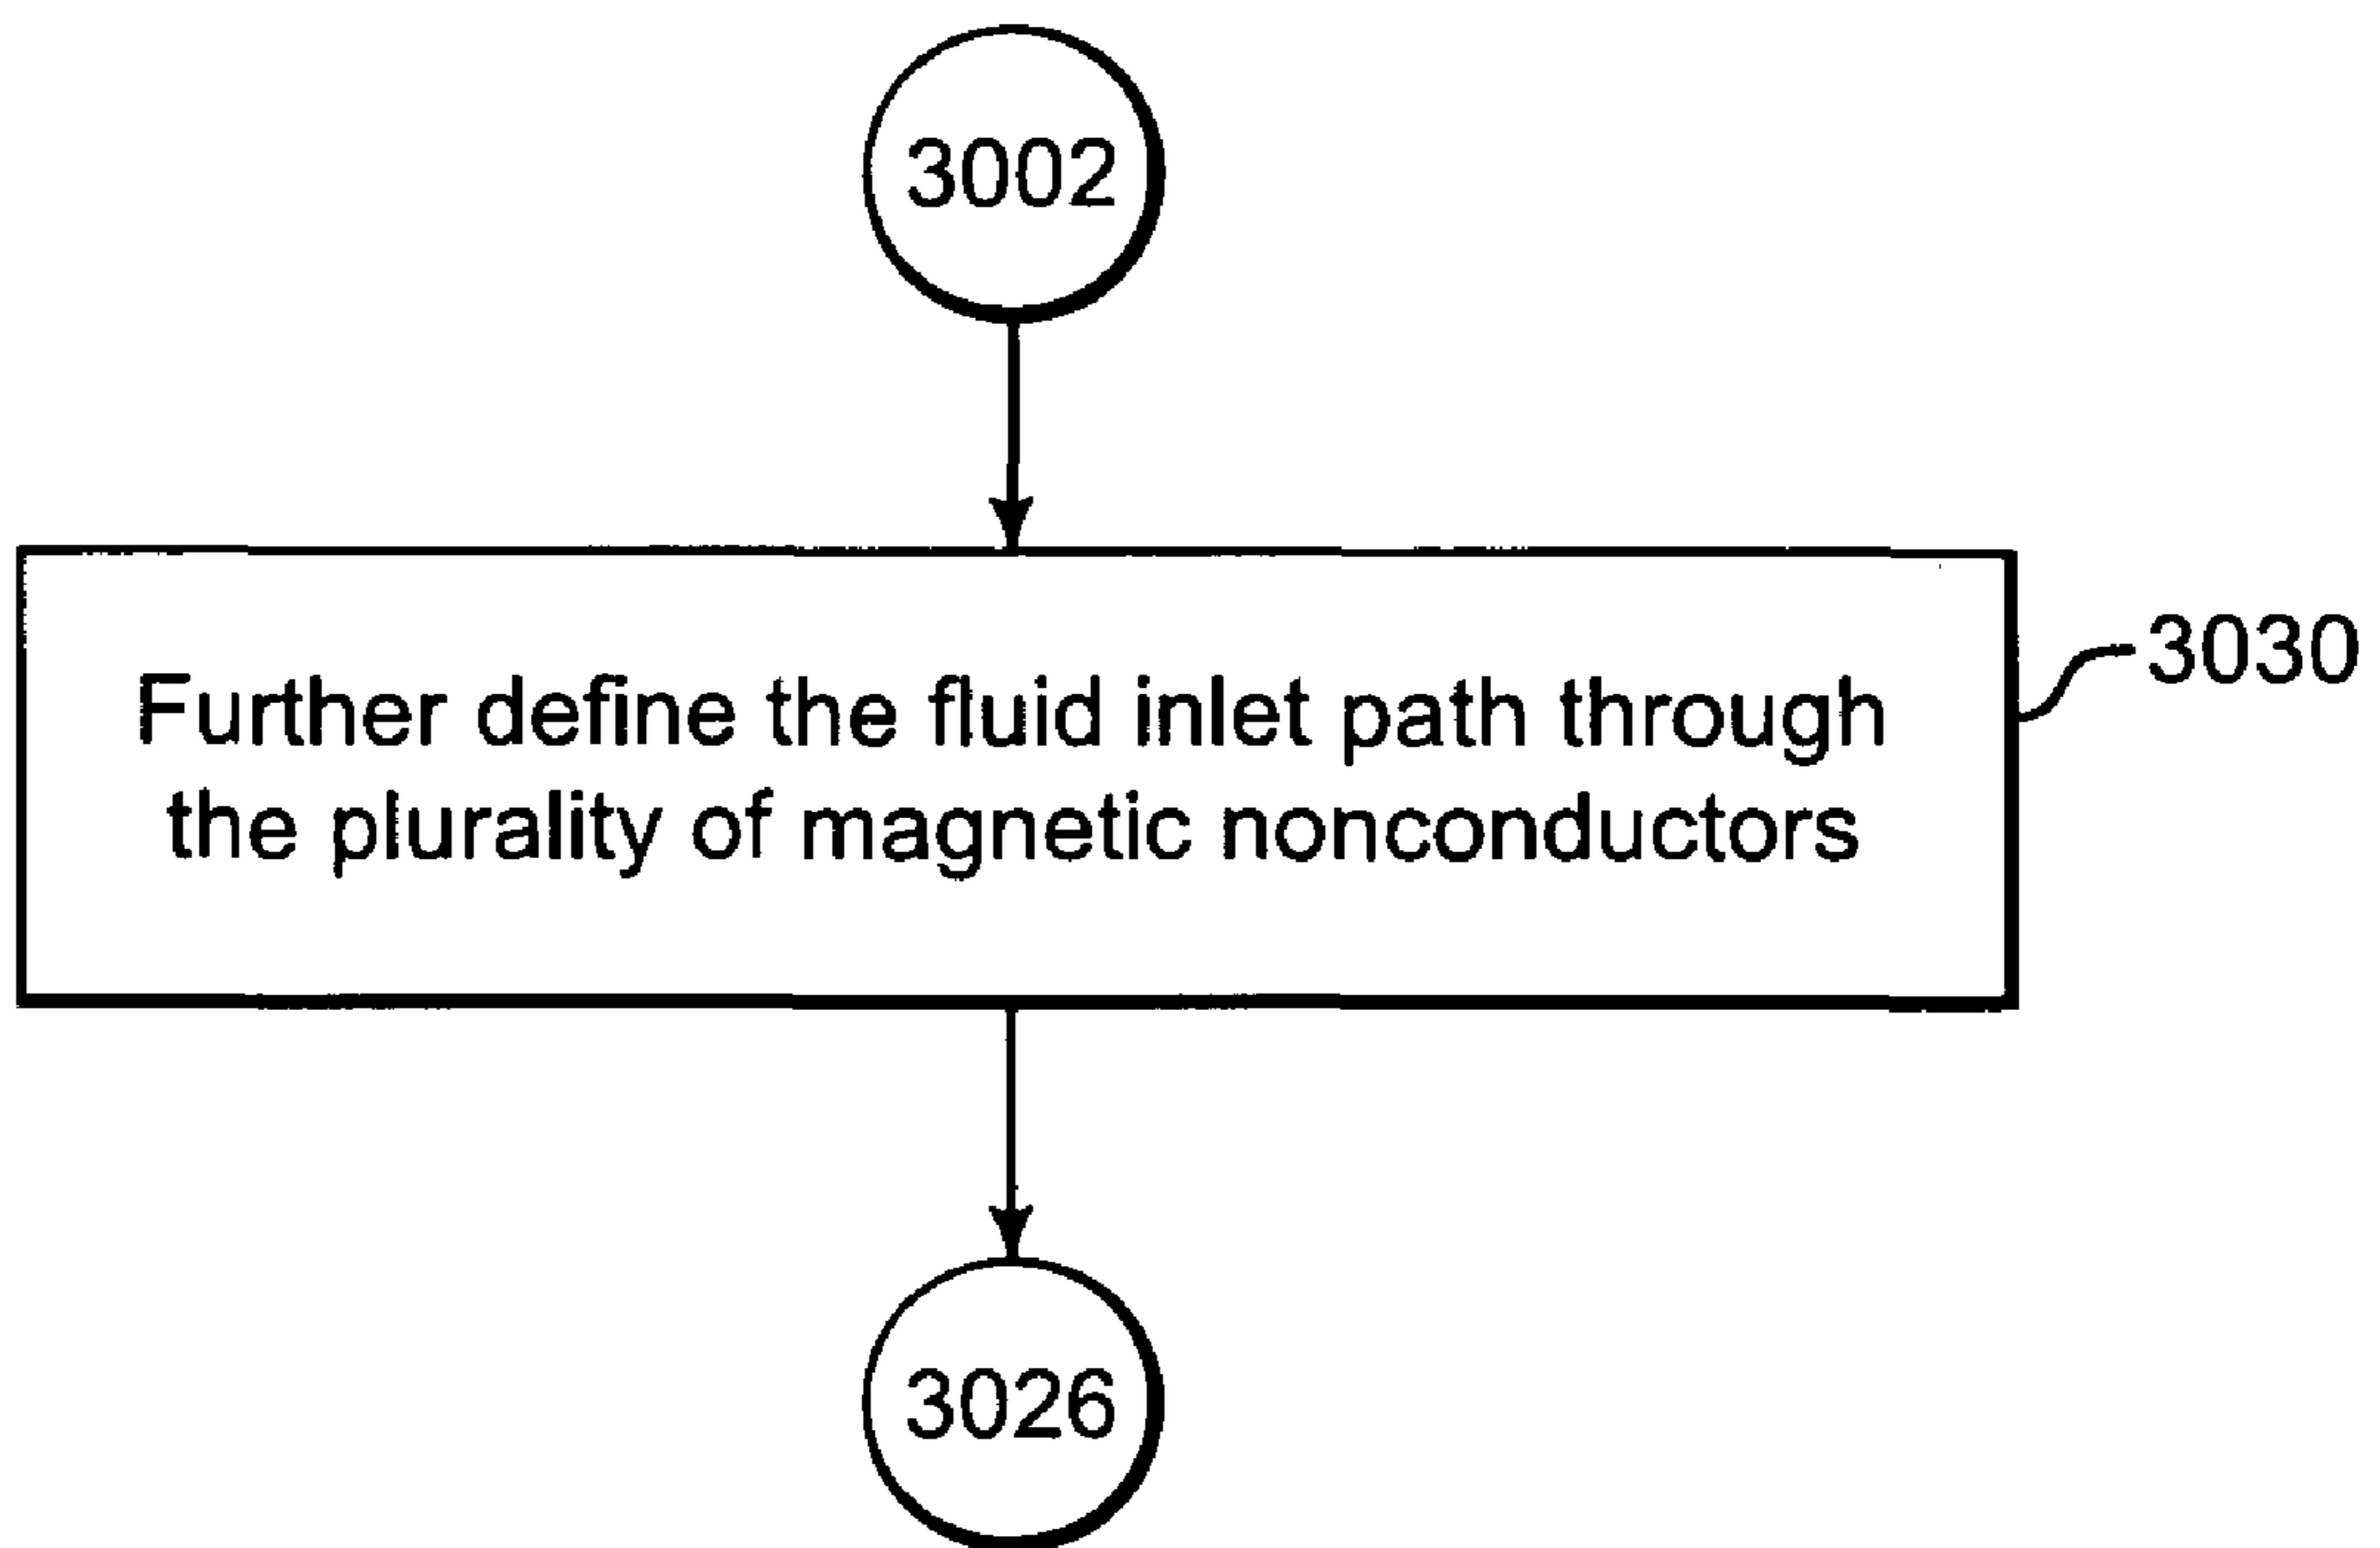 3002
Further define the fluid inlet path through
the plurality of magnetic nonconductors
3030
3026